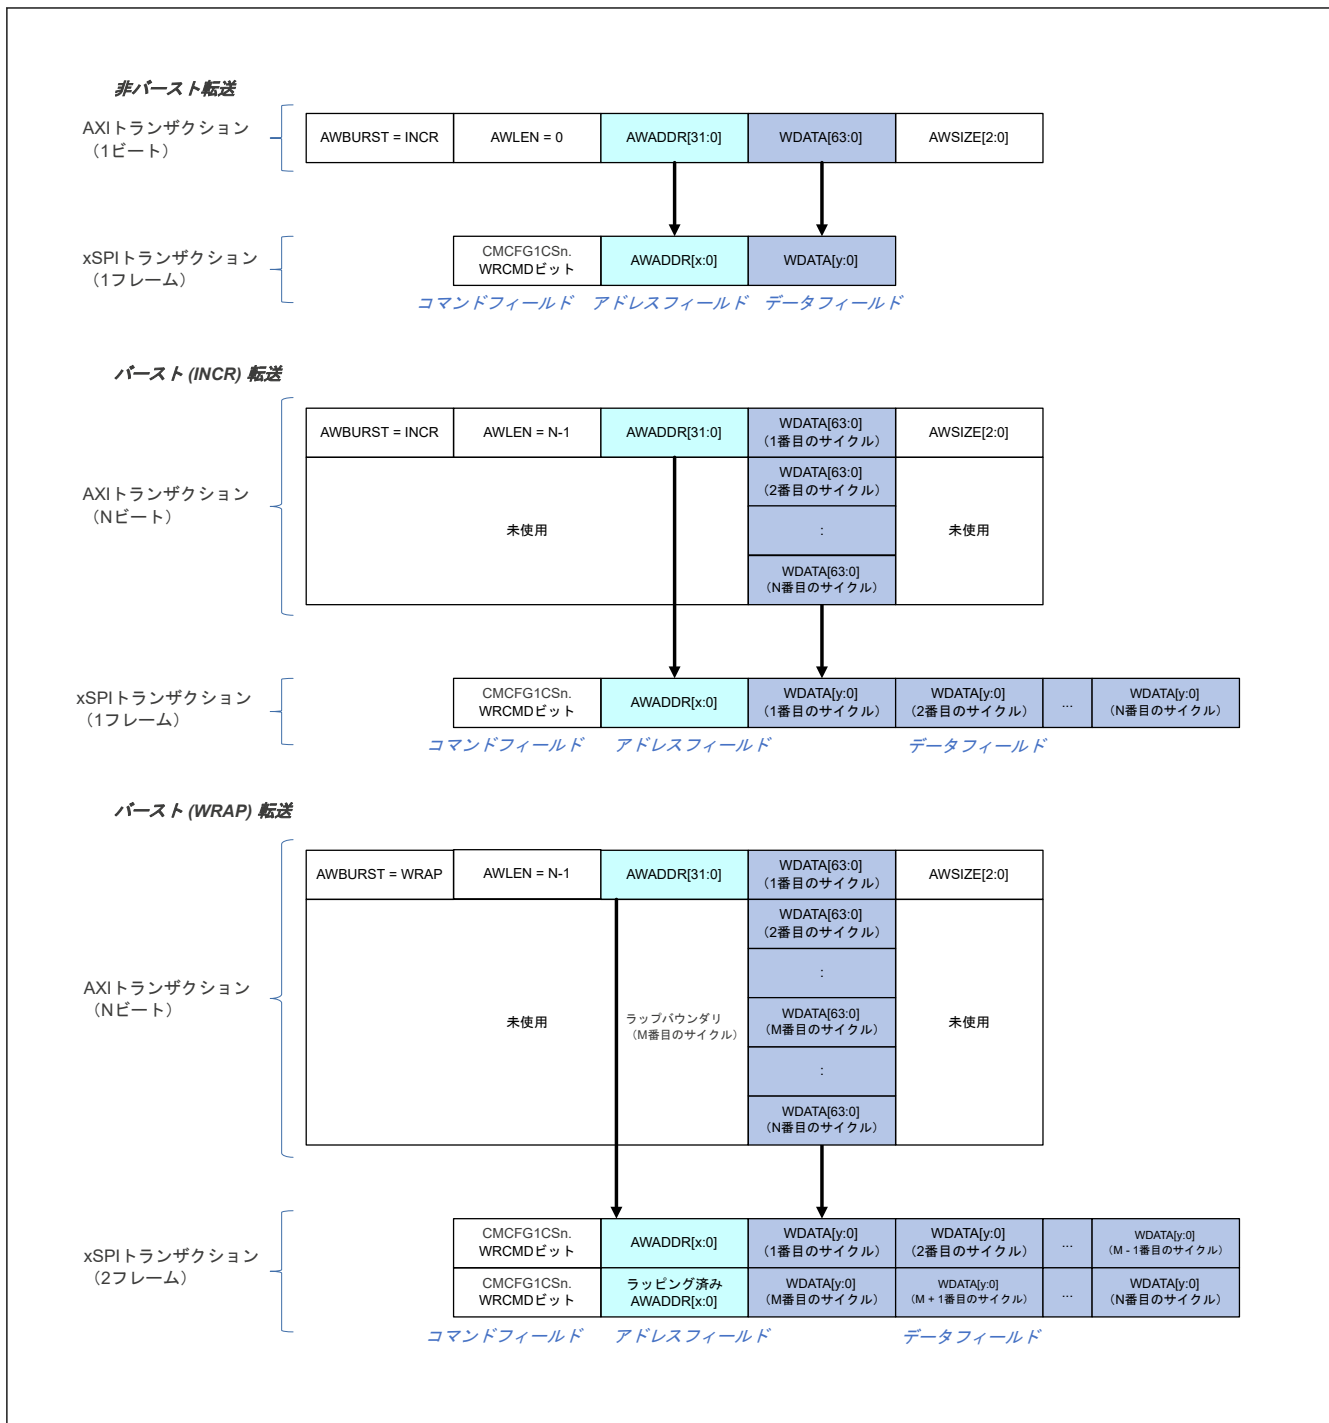 非バースト転送
AXIトランザクション
（1ビート）
AWBURST = INCR
AWLEN = 0
AWADDR[31:0]
WDATA[63:0]
AWSIZE[2:0]
xSPIトランザクション
（1フレーム）
CMCFG1CSn.
WRCMDビット
AWADDR[x:0]
WDATA[y:0]
コマンドフィールド
アドレスフィールド
データフィールド
バースト (INCR) 転送
AXIトランザクション
（Nビート）
AWBURST = INCR
AWLEN = N-1
AWADDR[31:0]
WDATA[63:0]
（1番目のサイクル）
AWSIZE[2:0]
WDATA[63:0]
（2番目のサイクル）
未使用
:
未使用
WDATA[63:0]
（N番目のサイクル）
xSPIトランザクション
（1フレーム）
CMCFG1CSn.
WRCMDビット
AWADDR[x:0]
WDATA[y:0]
（1番目のサイクル）
WDATA[y:0]
（2番目のサイクル）
...
WDATA[y:0]
（N番目のサイクル）
コマンドフィールド
アドレスフィールド
データフィールド
バースト (WRAP) 転送
AXIトランザクション
（Nビート）
AWBURST = WRAP
AWLEN = N-1
AWADDR[31:0]
WDATA[63:0]
（1番目のサイクル）
AWSIZE[2:0]
WDATA[63:0]
（2番目のサイクル）
:
未使用
ラップバウンダリ
（M番目のサイクル）
WDATA[63:0]
（M番目のサイクル）
未使用
:
WDATA[63:0]
（N番目のサイクル）
xSPIトランザクション
（2フレーム）
CMCFG1CSn.
WRCMDビット
AWADDR[x:0]
WDATA[y:0]
（1番目のサイクル）
WDATA[y:0]
（2番目のサイクル）
...
WDATA[y:0]
（M - 1番目のサイクル）
CMCFG1CSn.
WRCMDビット
ラッピング済み
AWADDR[x:0]
WDATA[y:0]
（M番目のサイクル）
WDATA[y:0]
（M + 1番目のサイクル）
...
WDATA[y:0]
（N番目のサイクル）
コマンドフィールド
アドレスフィールド
データフィールド